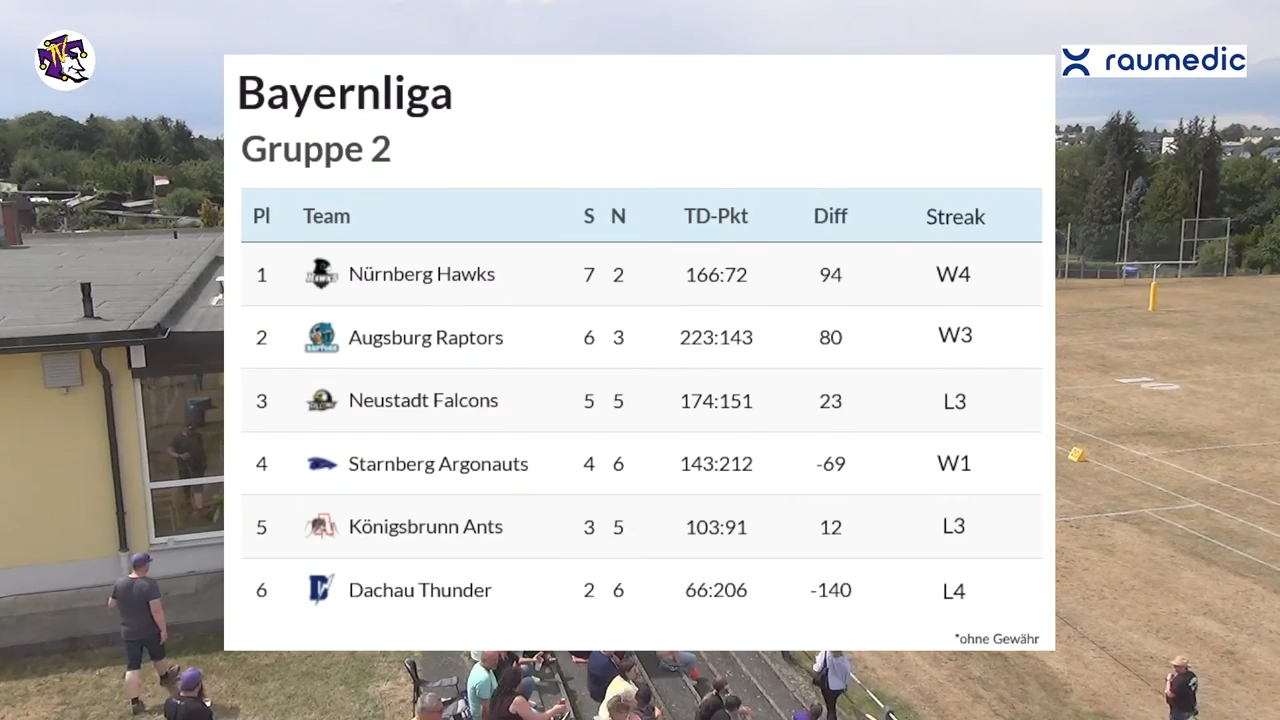 raumedic
Bayernliga
Gruppe 2
Pl Team S N TD-Pkt Diff Streak
1 Nürnberg Hawks 7 2 166:72 94 W4
2 Augsburg Raptors 6 3 223:143 80 W3
3 Neustadt Falcons 5 5 174:151 23 L3
4 Starnberg Argonauts 4 6 143:212 -69 W1
5 Königsbrunn Ants 3 5 103:91 12 L3
6 Dachau Thunder 2 6 66:206 -140 L4
*ohne Gewähr